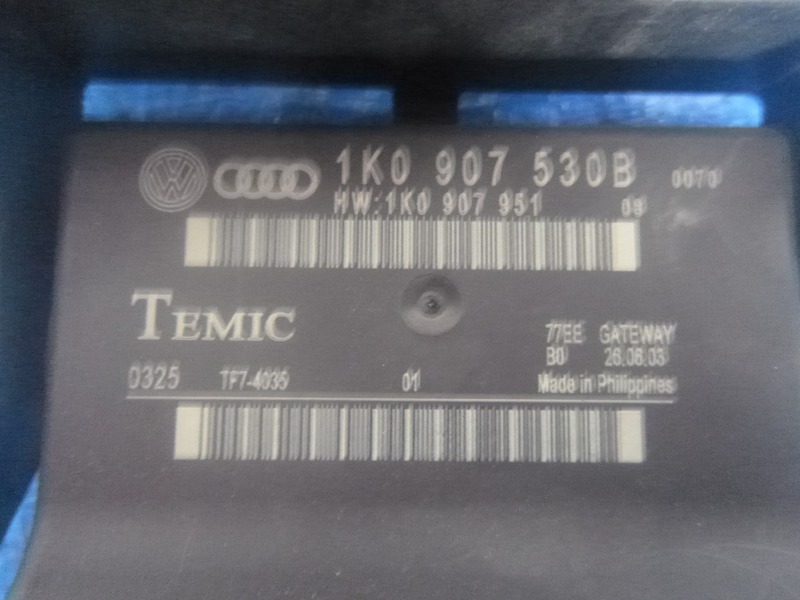 1K0 907 530B 0070
HW:1K0 907 951 09
TEMIC
77EE GATEWAY
B0 26.06.03
0325 TF7-4035 01 Made in Philippines